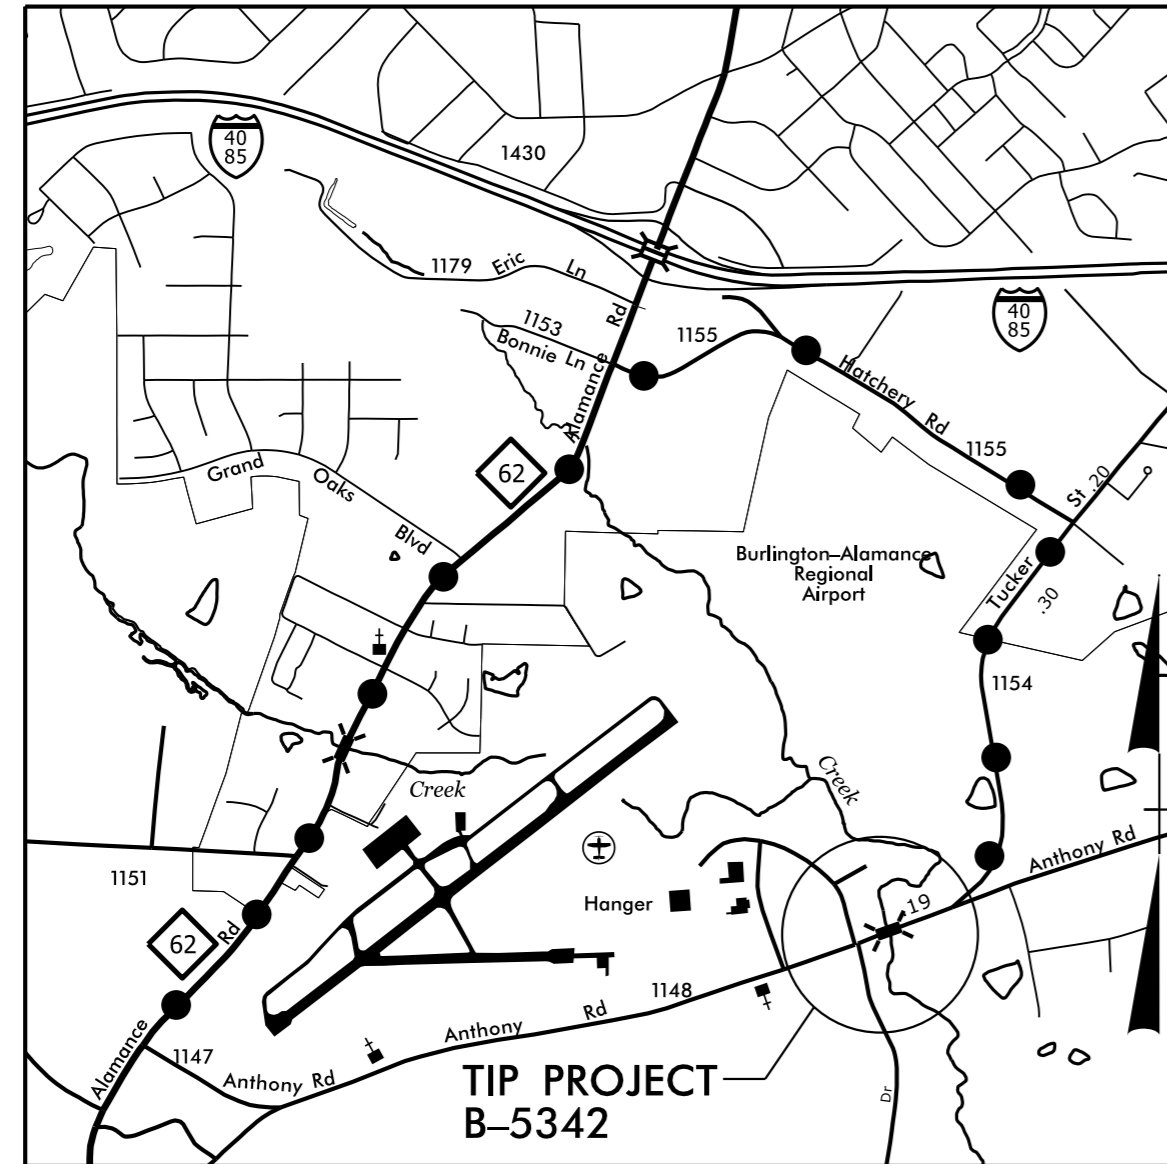 40
85
1430
1179 Eric Ln
1153
Bonnie Ln
Alamance Rd
1155
40
85
Hatchery Rd
1155
62
Grand Oaks Blvd
St .20
Burlington–Alamance
Regional
Airport
Tucker
.30
1154
Creek
Creek
Anthony Rd
1151
Hanger
.19
62
Alamance Rd
1148
Anthony Rd
1147
Anthony Rd
Dr
TIP PROJECT
B–5342